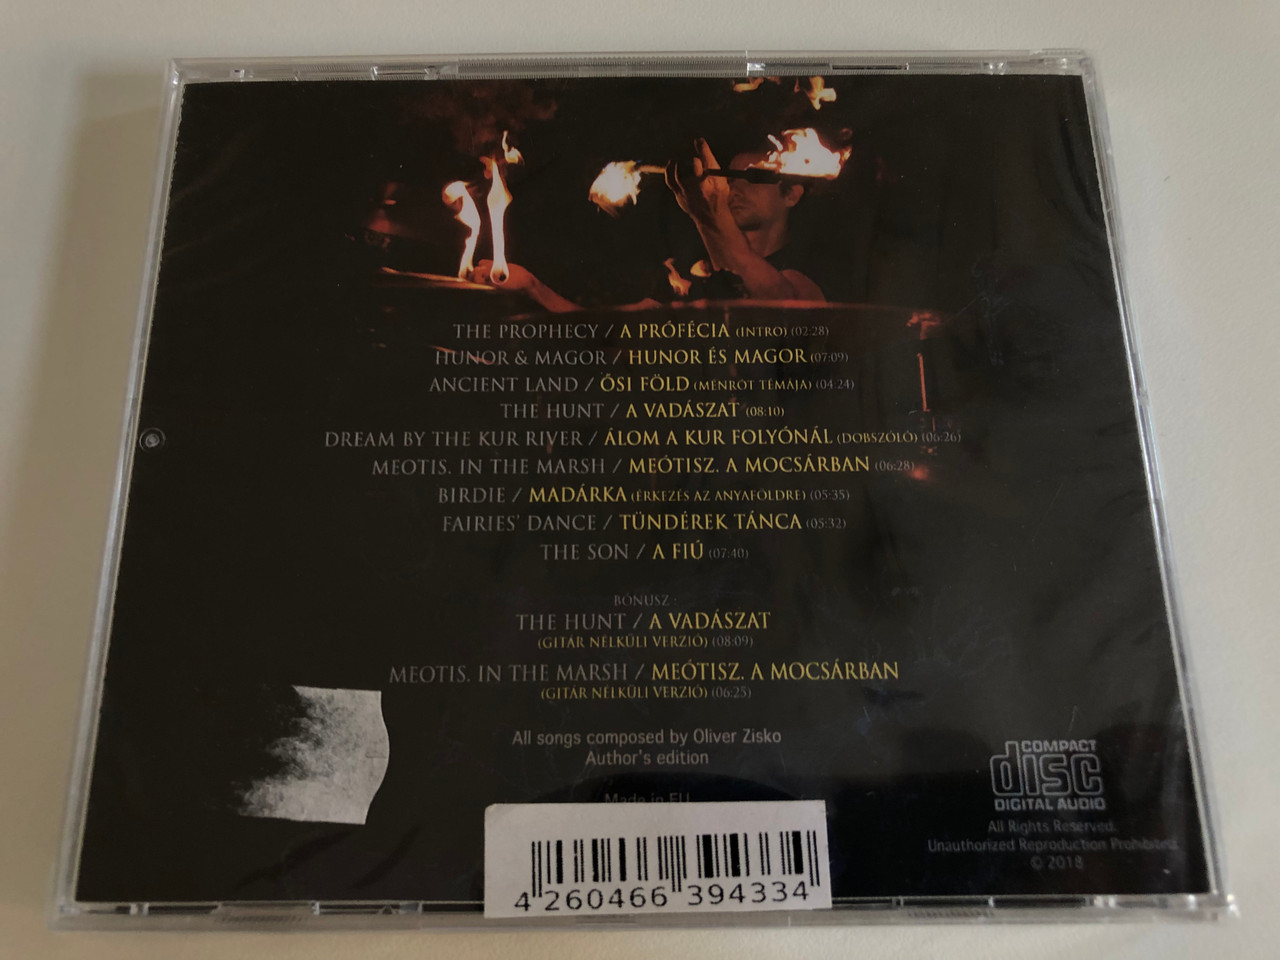 THE PROPHECY / A PRÓFÉCIA (INTRO) (02:28)
HUNOR & MAGOR / HUNOR ÉS MAGOR (07:09)
ANCIENT LAND / ŐSI FÖLD (MÉNRÓT TÉMÁJA) (04:24)
THE HUNT / A VADÁSZAT (08:10)
DREAM BY THE KUR RIVER / ÁLOM A KUR FOLYÓNÁL (DOBSZÓLÓ) (06:26)
MEOTIS. IN THE MARSH / MEÓTISZ. A MOCSÁRBAN (06:28)
BIRDIE / MADÁRKA (ÉRKEZÉS AZ ANYAFÖLDRE) (05:35)
FAIRIES' DANCE / TÜNDÉREK TÁNCA (05:32)
THE SON / A FIÚ (07:40)
BÓNUSZ :
THE HUNT / A VADÁSZAT
(GITÁR NÉLKÜLI VERZIÓ) (08:09)
MEOTIS. IN THE MARSH / MEÓTISZ. A MOCSÁRBAN
(GITÁR NÉLKÜLI VERZIÓ) (06:25)
All songs composed by Oliver Zisko
Author's edition
Made in EU
COMPACT
disc
DIGITAL AUDIO
All Rights Reserved.
Unauthorized Reproduction Prohibited
© 2018
4 260466 394334